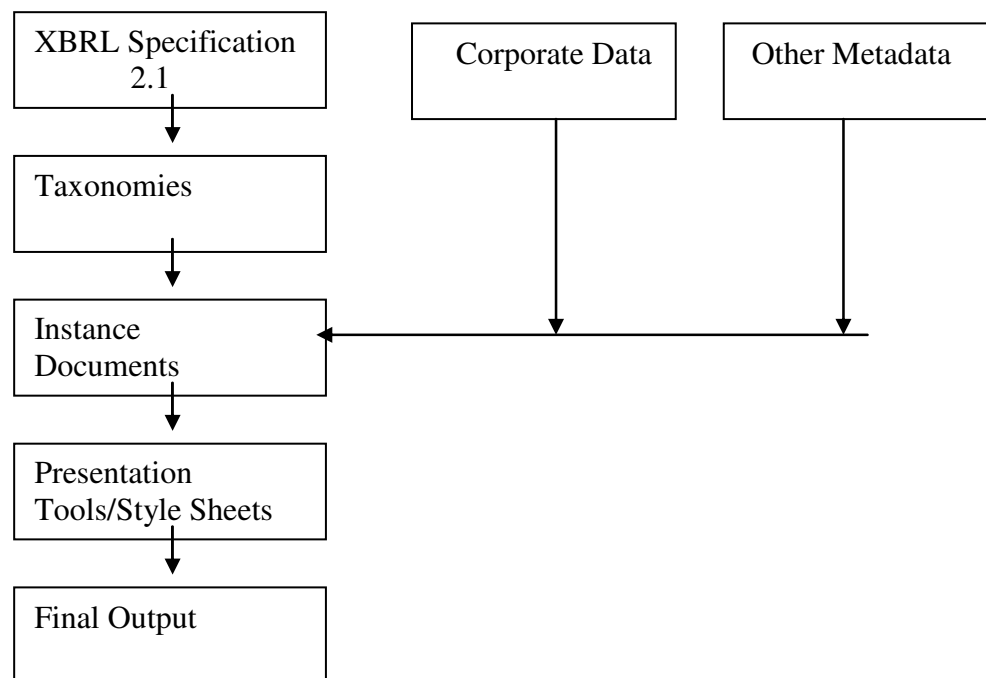 XBRL Specification
2.1
Corporate Data
Other Metadata
Taxonomies
Instance
Documents
Presentation
Tools/Style Sheets
Final Output